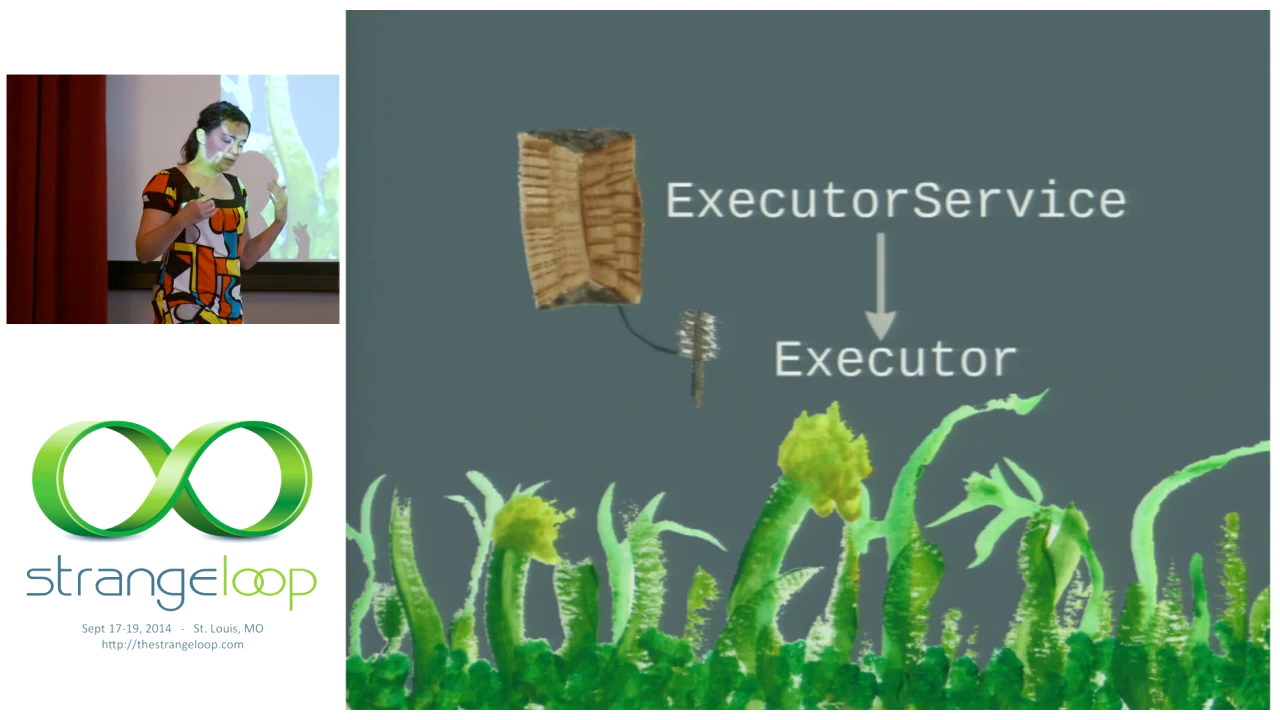 ExecutorService
Executor
strangeloop
Sept 17-19, 2014 - St. Louis, MO
http://thestrangeloop.com